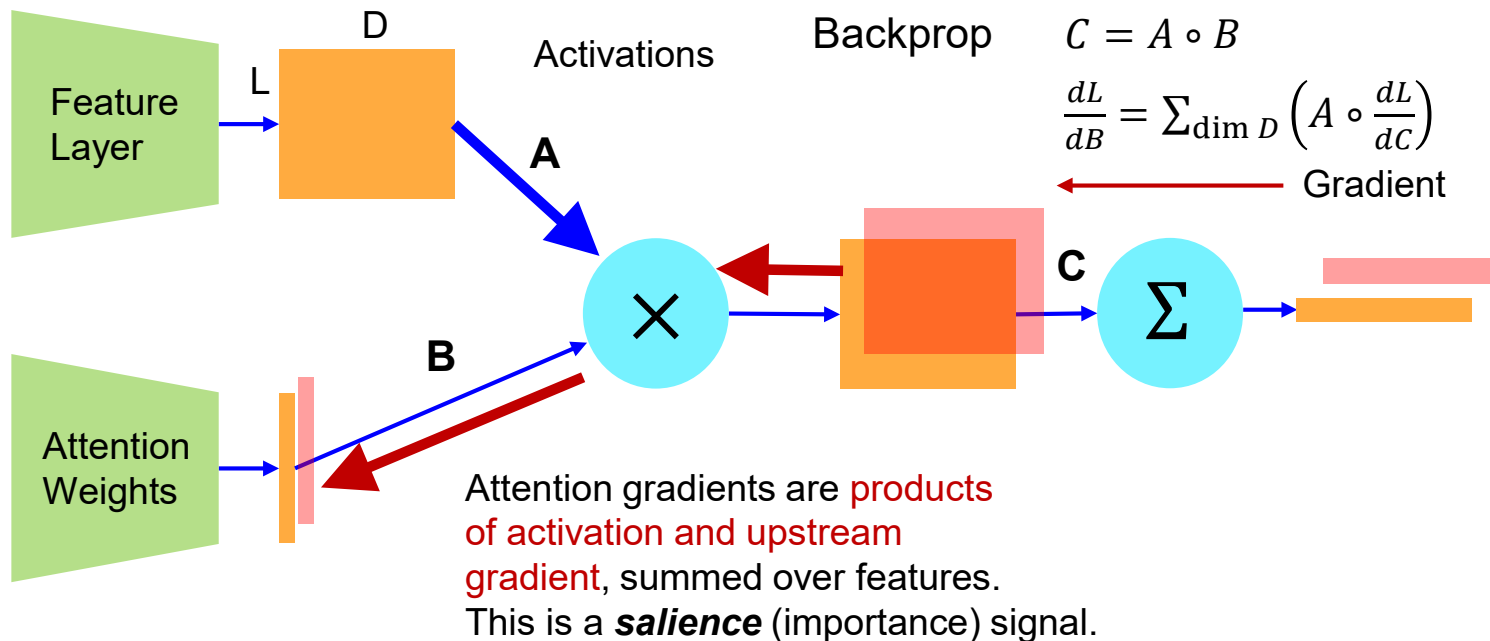 D
Activations
Backprop
C = A ∘ B
L
Feature
Layer
A
dL/dB = ∑dim D (A ∘ dL/dC)
Gradient
C
×
Σ
B
Attention
Weights
Attention gradients are products
of activation and upstream
gradient, summed over features.
This is a salience (importance) signal.